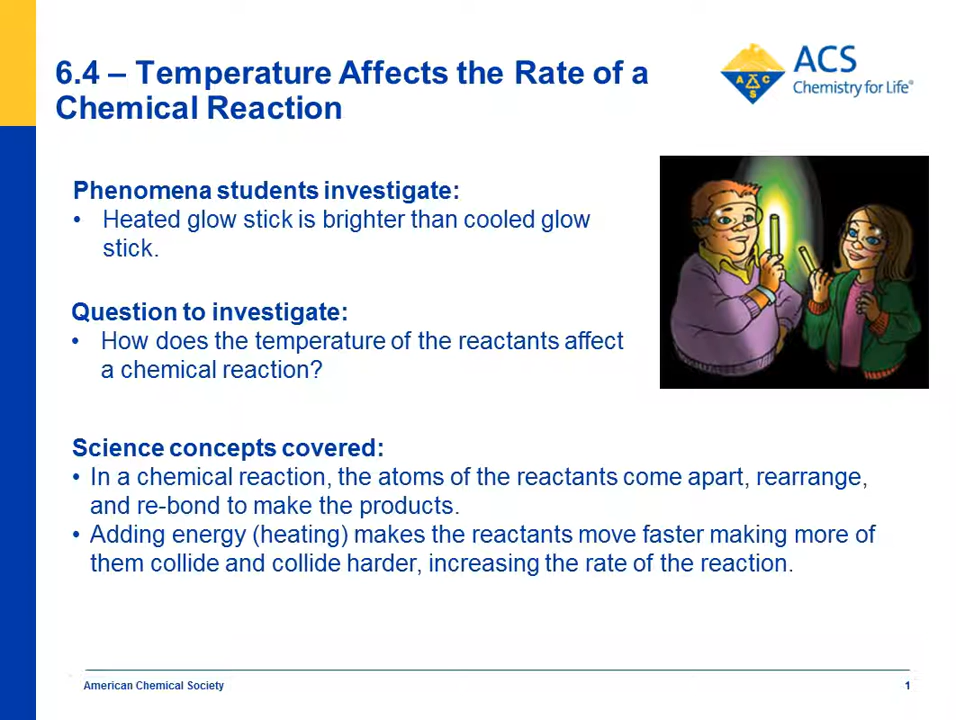 6.4 – Temperature Affects the Rate of a
Chemical Reaction
ACS
Chemistry for Life®
A C S
Phenomena students investigate:
• Heated glow stick is brighter than cooled glow
stick.
Question to investigate:
• How does the temperature of the reactants affect
a chemical reaction?
Science concepts covered:
• In a chemical reaction, the atoms of the reactants come apart, rearrange,
and re-bond to make the products.
• Adding energy (heating) makes the reactants move faster making more of
them collide and collide harder, increasing the rate of the reaction.
American Chemical Society
1